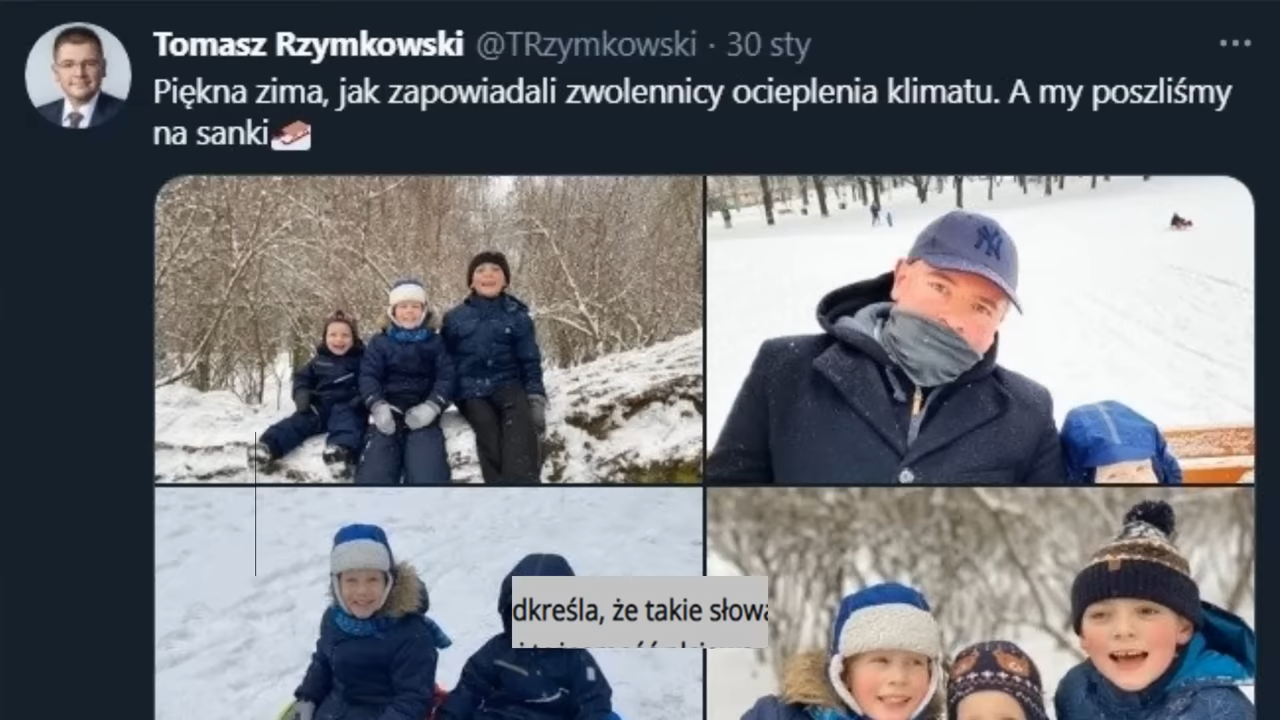 Tomasz Rzymkowski @TRzymkowski · 30 sty
Piękna zima, jak zapowiadali zwolennicy ocieplenia klimatu. A my poszliśmy
na sanki
NY
dkreśla, że takie słowa